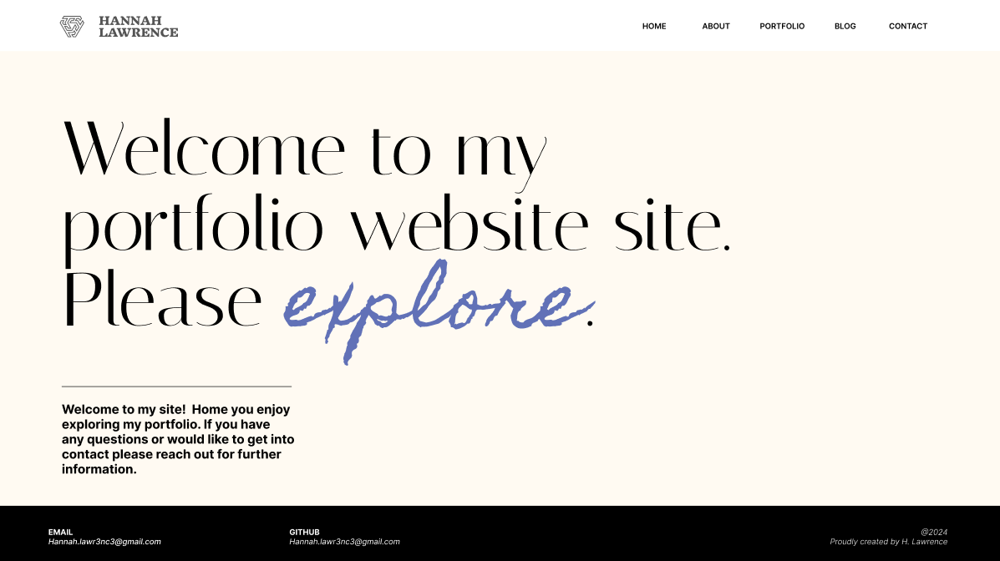 HANNAH
LAWRENCE
HOME ABOUT PORTFOLIO BLOG CONTACT
Welcome to my
portfolio website site.
Please explore.
Welcome to my site!  Home you enjoy
exploring my portfolio. If you have
any questions or would like to get into
contact please reach out for further
information.
EMAIL
Hannah.lawr3nc3@gmail.com
GITHUB
Hannah.lawr3nc3@gmail.com
@2024
Proudly created by H. Lawrence